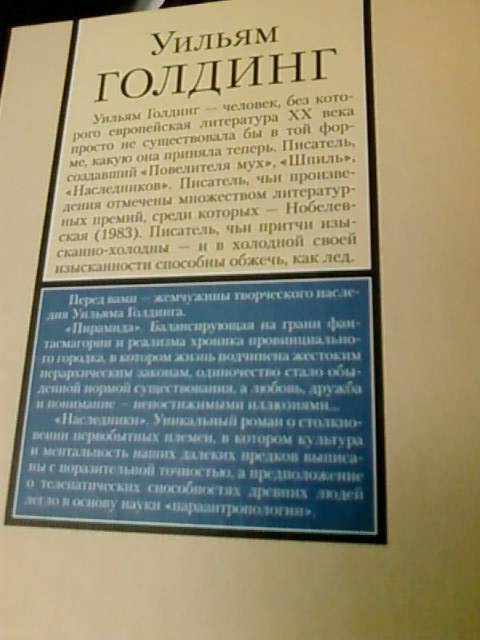 Уильям
ГОЛДИНГ
Уильям Голдинг — человек, без кото-
рого европейская литература XX века
просто не существовала бы в той фор-
ме, какую она приняла теперь. Писатель,
создавший «Повелителя мух», «Шпиль»,
«Наследников». Писатель, чьи произве-
дения отмечены множеством литератур-
ных премий, среди которых — Нобелев-
ская (1983). Писатель, чьи притчи изы-
сканно-холодны — и в холодной своей
изысканности способны обжечь, как лед.
Перед вами — жемчужины творческого насле-
дия Уильяма Голдинга.
«Пирамида». Балансирующая на грани фан-
тасмагории и реализма хроника провинциально-
го городка, в котором жизнь подчинена жестоким
иерархическим законам, одиночество стало обы-
денной нормой существования, а любовь, дружба
и понимание — непостижимыми иллюзиями...
«Наследники». Уникальный роман о столкно-
вении первобытных племен, в котором культура
и ментальность наших далеких предков выписа-
ны с поразительной точностью, а предположение
о телепатических способностях древних людей
легло в основу науки «паразитропологии».